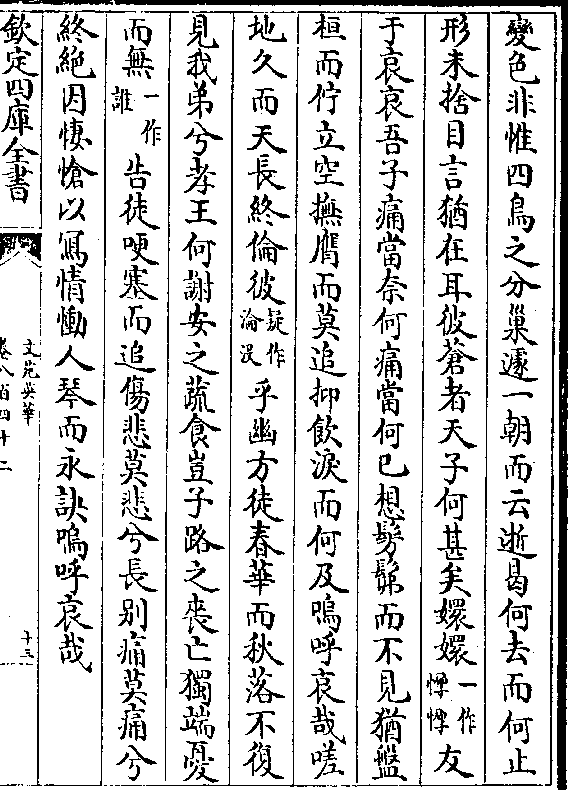 變色非惟四鳥之分巢遽一朝而云逝曷何去而何止
形未捨目言猶在耳彼蒼者天子何甚矣嬛嬛一作惸惸友
于哀哀吾子痛當奈何痛當何已想髣髴而不見猶盤
桓而佇立空撫膺而莫追抑飲淚而何及嗚呼哀哉嗟
地久而天長終倫彼疑作淪沒乎幽方徒春華而秋落不復
見我弟兮孝王何謝安之蔬食豈子路之喪亡獨端憂
而無一作誰告徒哽塞而追傷悲莫悲兮長别痛莫痛兮
終絶因悽愴以寫情慟人琴而永訣嗚呼哀哉
欽定四庫全書
文苑英華
卷八百四十二
十三